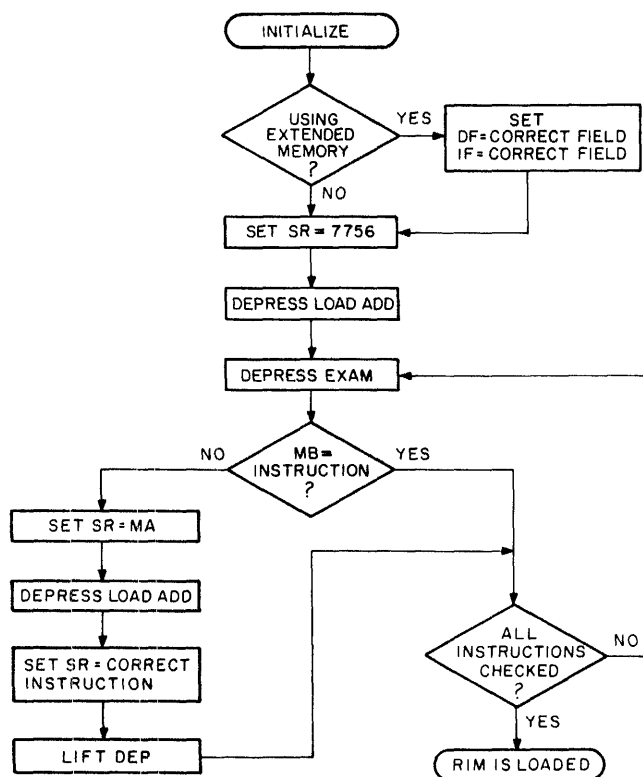 INITIALIZE
USING
EXTENDED
MEMORY
?
YES
SET
DF=CORRECT FIELD
IF=CORRECT FIELD
NO
SET SR=7756
DEPRESS LOAD ADD
DEPRESS EXAM
NO
MB=
INSTRUCTION
?
YES
SET SR=MA
DEPRESS LOAD ADD
SET SR=CORRECT
INSTRUCTION
LIFT DEP
ALL
INSTRUCTIONS
CHECKED
?
NO
YES
RIM IS LOADED